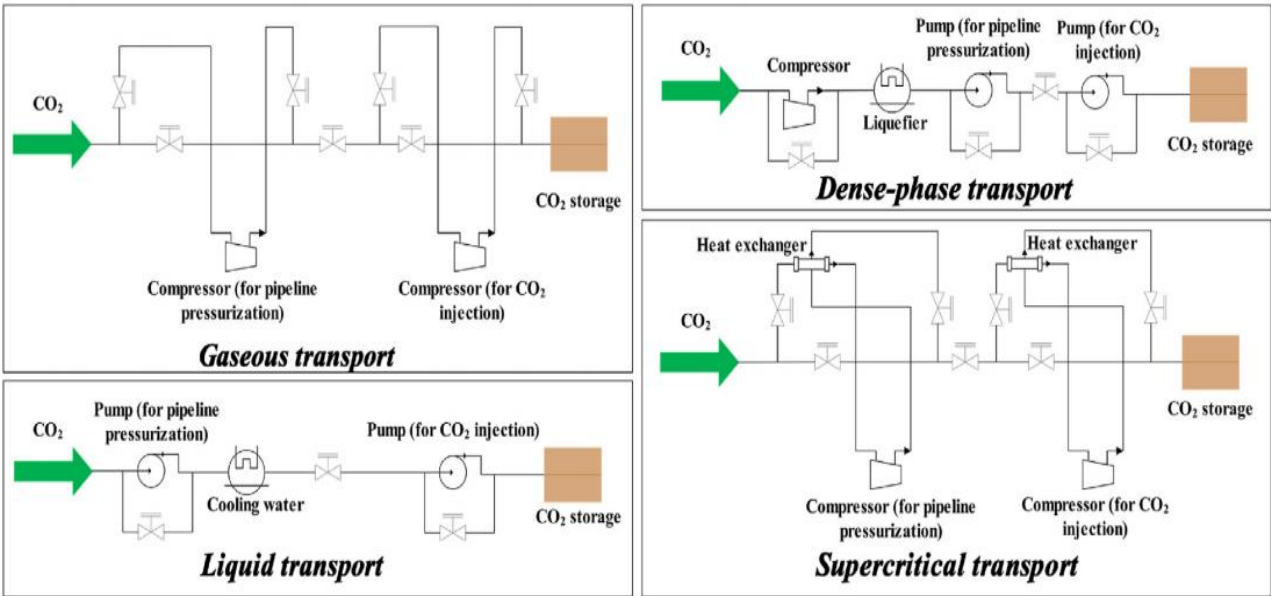 CO₂
CO₂ storage
Compressor (for pipeline
pressurization)
Compressor (for CO₂
injection)
Gaseous transport
CO₂
Pump (for pipeline
pressurization)
Cooling water
Pump (for CO₂ injection)
CO₂ storage
Liquid transport
CO₂
Compressor
Liquefier
Pump (for pipeline
pressurization)
Pump (for CO₂
injection)
CO₂ storage
Dense-phase transport
Heat exchanger
Heat exchanger
CO₂
CO₂ storage
Compressor (for pipeline
pressurization)
Compressor (for CO₂
injection)
Supercritical transport